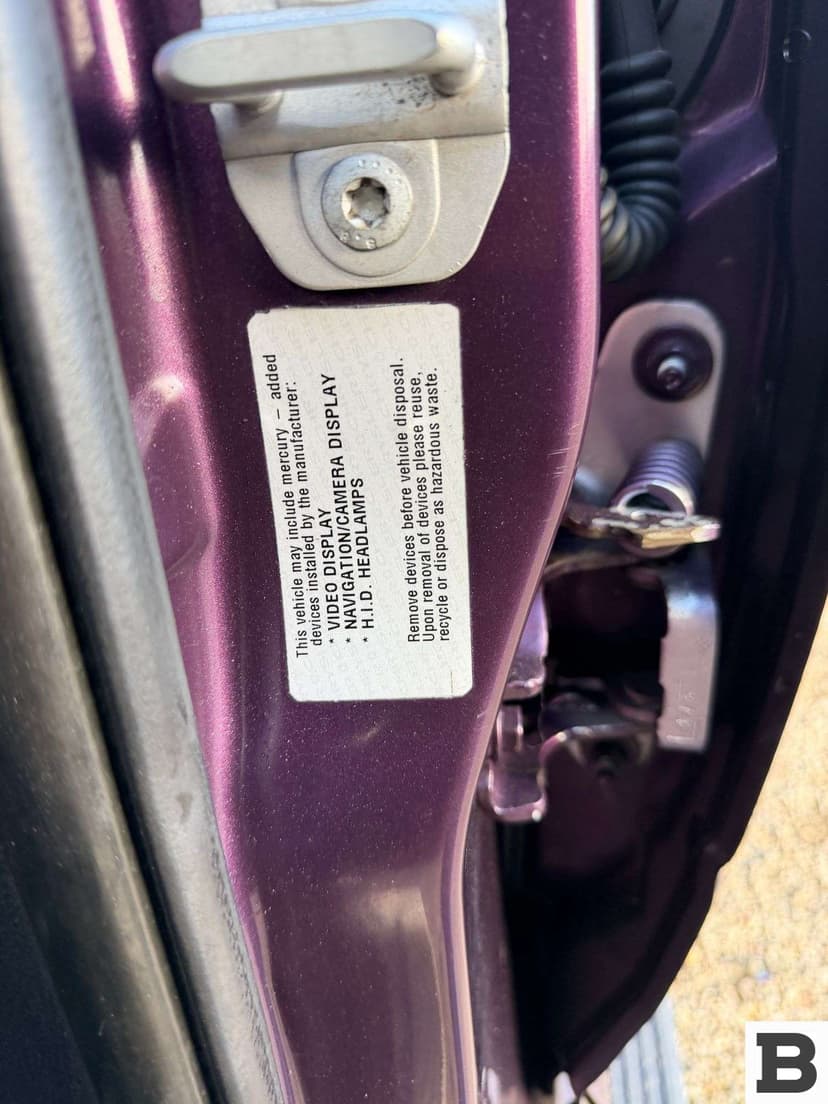 This vehicle may include mercury – added
devices installed by the manufacturer:
* VIDEO DISPLAY
* NAVIGATION/CAMERA DISPLAY
* H.I.D. HEADLAMPS
Remove devices before vehicle disposal.
Upon removal of devices please reuse,
recycle or dispose as hazardous waste.
B